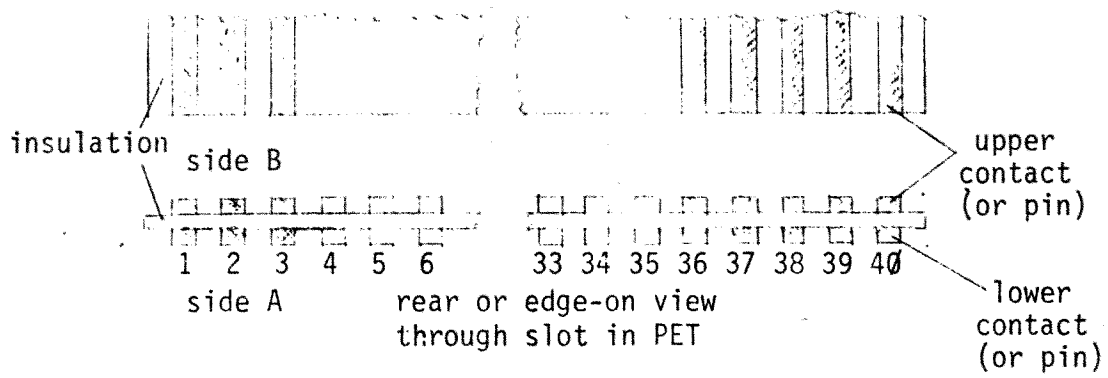 insulation
side B
upper
contact
(or pin)
1 2 3 4 5 6 33 34 35 36 37 38 39 40
side A
rear or edge-on view
through slot in PET
lower
contact
(or pin)